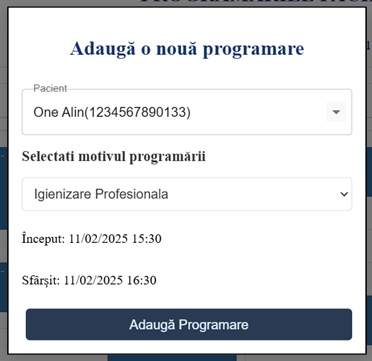 Adaugă o nouă programare
Pacient
One Alin(1234567890133)
Selectati motivul programării
Igienizare Profesionala
Început: 11/02/2025 15:30
Sfârșit: 11/02/2025 16:30
Adaugă Programare